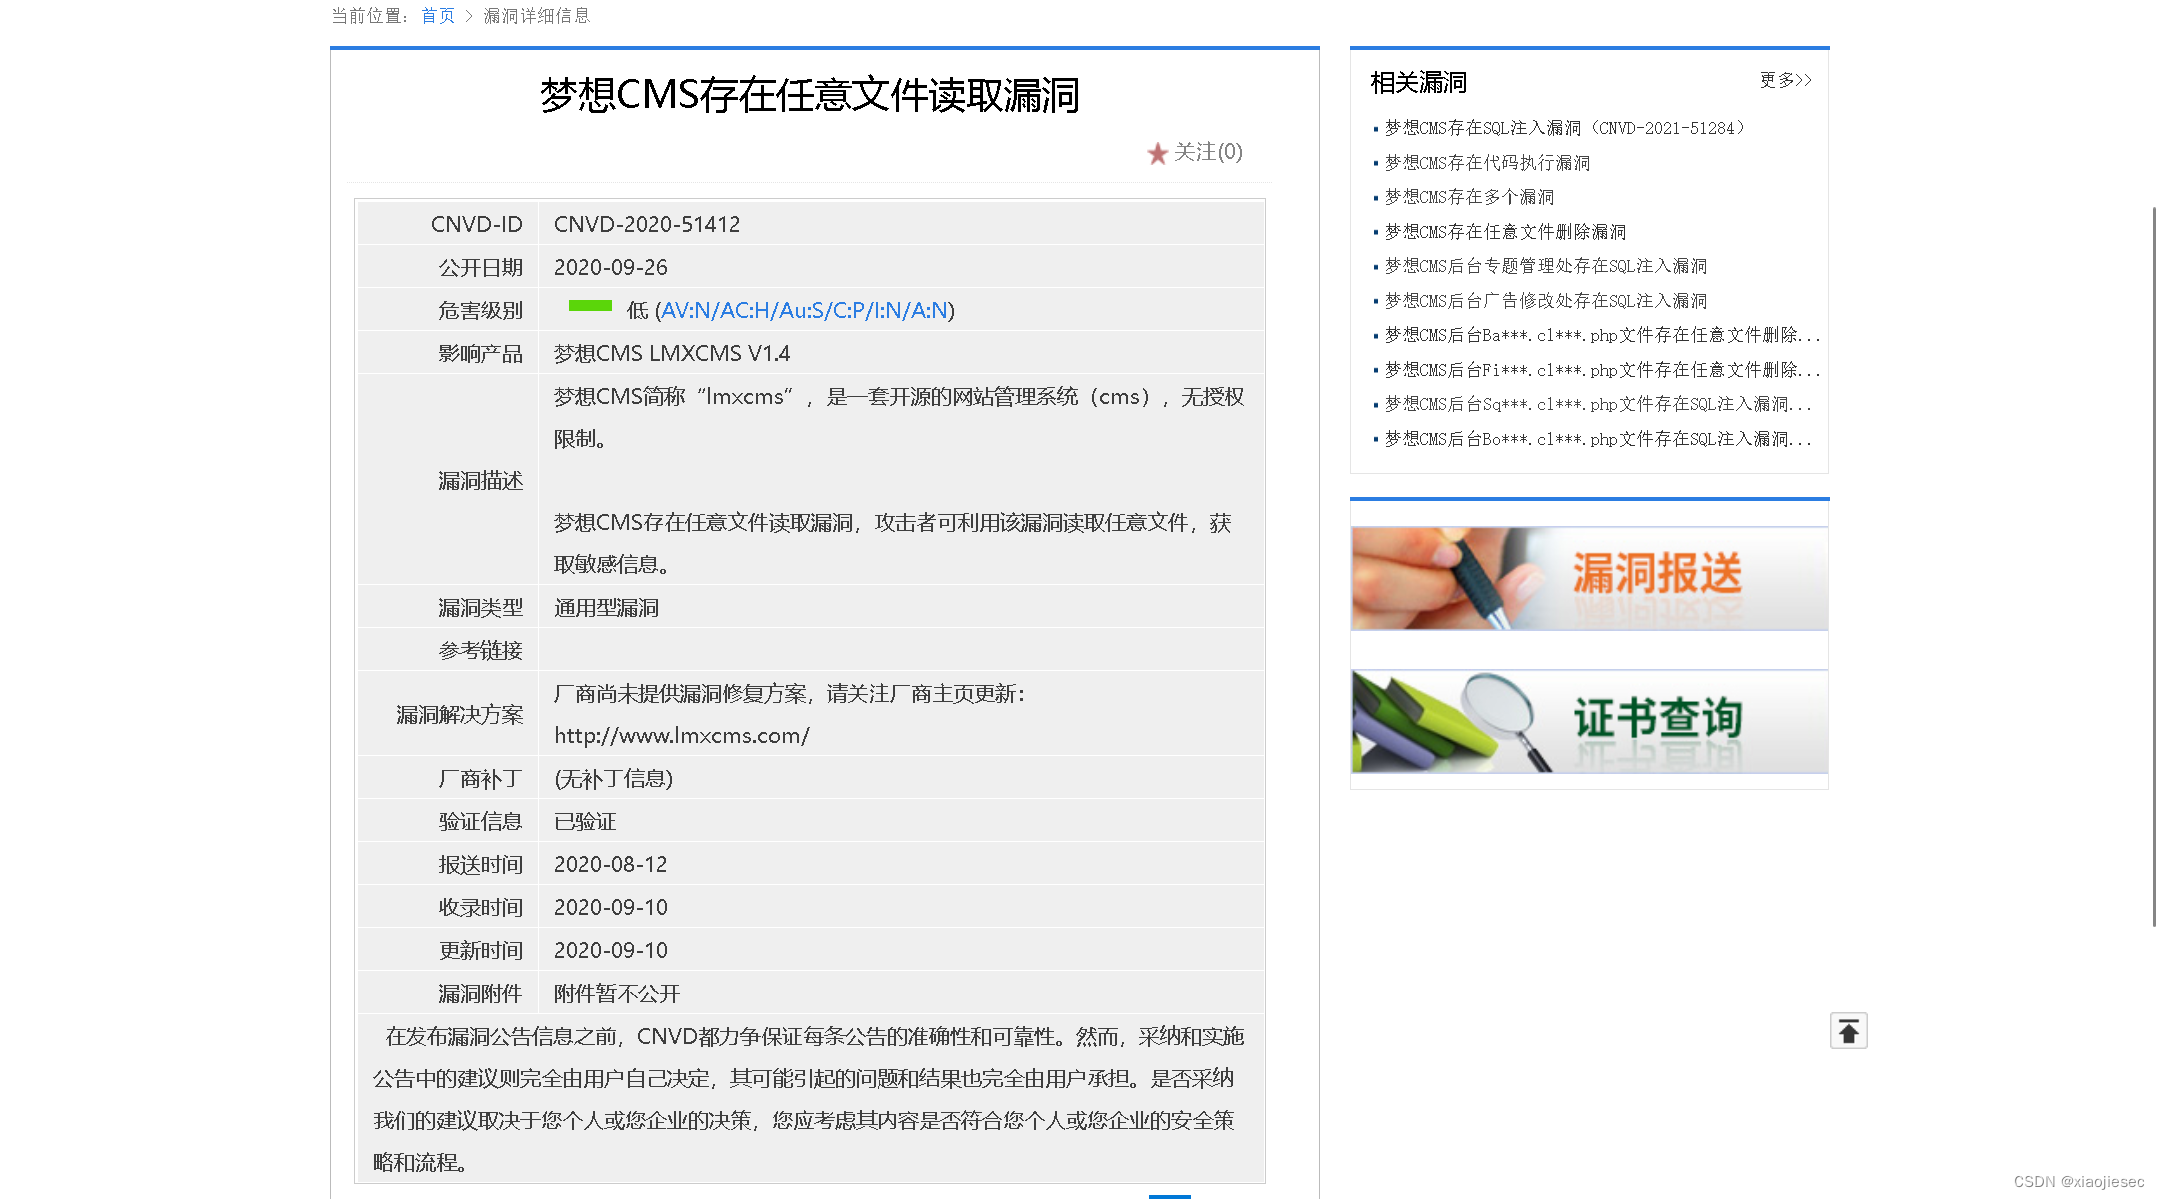 当前位置： 首页 > 漏洞详细信息
梦想CMS存在任意文件读取漏洞
关注(0)
CNVD-ID CNVD-2020-51412
公开日期 2020-09-26
危害级别 低 (AV:N/AC:H/Au:S/C:P/I:N/A:N)
影响产品 梦想CMS LMXCMS V1.4
漏洞描述 梦想CMS简称“lmxcms”，是一套开源的网站管理系统（cms），无授权
限制。
梦想CMS存在任意文件读取漏洞，攻击者可利用该漏洞读取任意文件，获
取敏感信息。
漏洞类型 通用型漏洞
参考链接
漏洞解决方案 厂商尚未提供漏洞修复方案，请关注厂商主页更新：
http://www.lmxcms.com/
厂商补丁 (无补丁信息)
验证信息 已验证
报送时间 2020-08-12
收录时间 2020-09-10
更新时间 2020-09-10
漏洞附件 附件暂不公开
在发布漏洞公告信息之前，CNVD都力争保证每条公告的准确性和可靠性。然而，采纳和实施
公告中的建议则完全由用户自己决定，其可能引起的问题和结果也完全由用户承担。是否采纳
我们的建议取决于您个人或您企业的决策，您应考虑其内容是否符合您个人或您企业的安全策
略和流程。
相关漏洞 更多>>
梦想CMS存在SQL注入漏洞（CNVD-2021-51284）
梦想CMS存在代码执行漏洞
梦想CMS存在多个漏洞
梦想CMS存在任意文件删除漏洞
梦想CMS后台专题管理处存在SQL注入漏洞
梦想CMS后台广告修改处存在SQL注入漏洞
梦想CMS后台Ba***.cl***.php文件存在任意文件删除...
梦想CMS后台Fi***.cl***.php文件存在任意文件删除...
梦想CMS后台Sq***.cl***.php文件存在SQL注入漏洞...
梦想CMS后台Bo***.cl***.php文件存在SQL注入漏洞...
漏洞报送
证书查询
CSDN @xiaojiesec